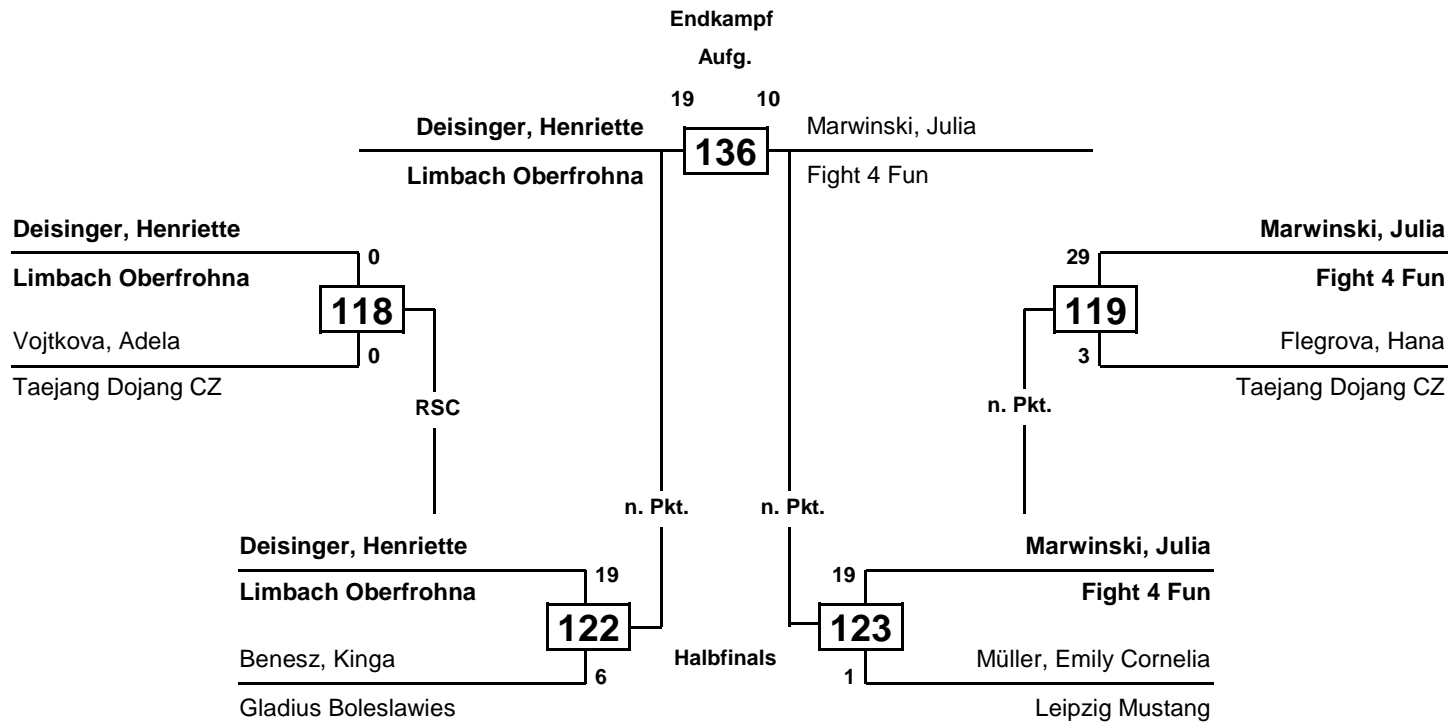 Endkampf
Aufg.
19 10
Deisinger, Henriette 136 Marwinski, Julia
Limbach Oberfrohna Fight 4 Fun
Deisinger, Henriette Marwinski, Julia
0 29
Limbach Oberfrohna Fight 4 Fun
118 119
Vojtkova, Adela Flegrova, Hana
0 3
Taejang Dojang CZ Taejang Dojang CZ
RSC n. Pkt.
n. Pkt. n. Pkt.
Deisinger, Henriette Marwinski, Julia
19 19
Limbach Oberfrohna Fight 4 Fun
122 123
Benesz, Kinga Halbfinals Müller, Emily Cornelia
6 1
Gladius Boleslawies Leipzig Mustang